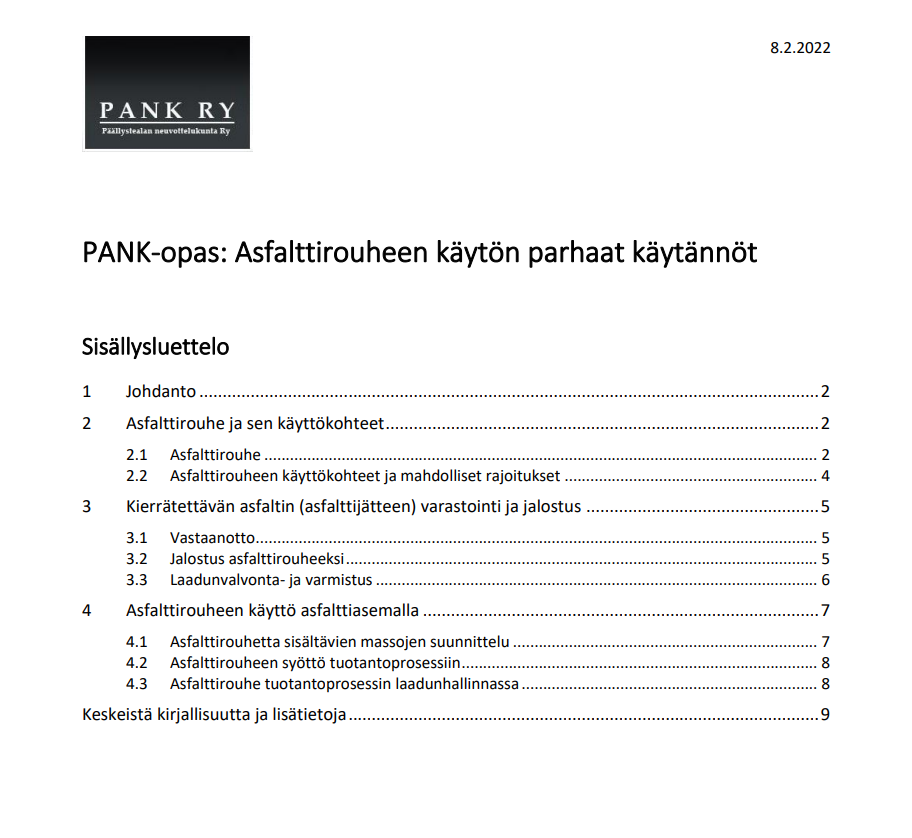 8.2.2022
PANK RY
Päällystealan neuvottelukunta Ry
PANK-opas: Asfalttirouheen käytön parhaat käytännöt
Sisällysluettelo
1 Johdanto ........ 2
2 Asfalttirouhe ja sen käyttökohteet ........ 2
2.1 Asfalttirouhe ........ 2
2.2 Asfalttirouheen käyttökohteet ja mahdolliset rajoitukset ........ 4
3 Kierrätettävän asfaltin (asfalttijätteen) varastointi ja jalostus ........ 5
3.1 Vastaanotto ........ 5
3.2 Jalostus asfalttirouheeksi ........ 5
3.3 Laadunvalvonta- ja varmistus ........ 6
4 Asfalttirouheen käyttö asfalttiasemalla ........ 7
4.1 Asfalttirouhetta sisältävien massojen suunnittelu ........ 7
4.2 Asfalttirouheen syöttö tuotantoprosessiin ........ 8
4.3 Asfalttirouhe tuotantoprosessin laadunhallinnassa ........ 8
Keskeistä kirjallisuutta ja lisätietoja ........ 9